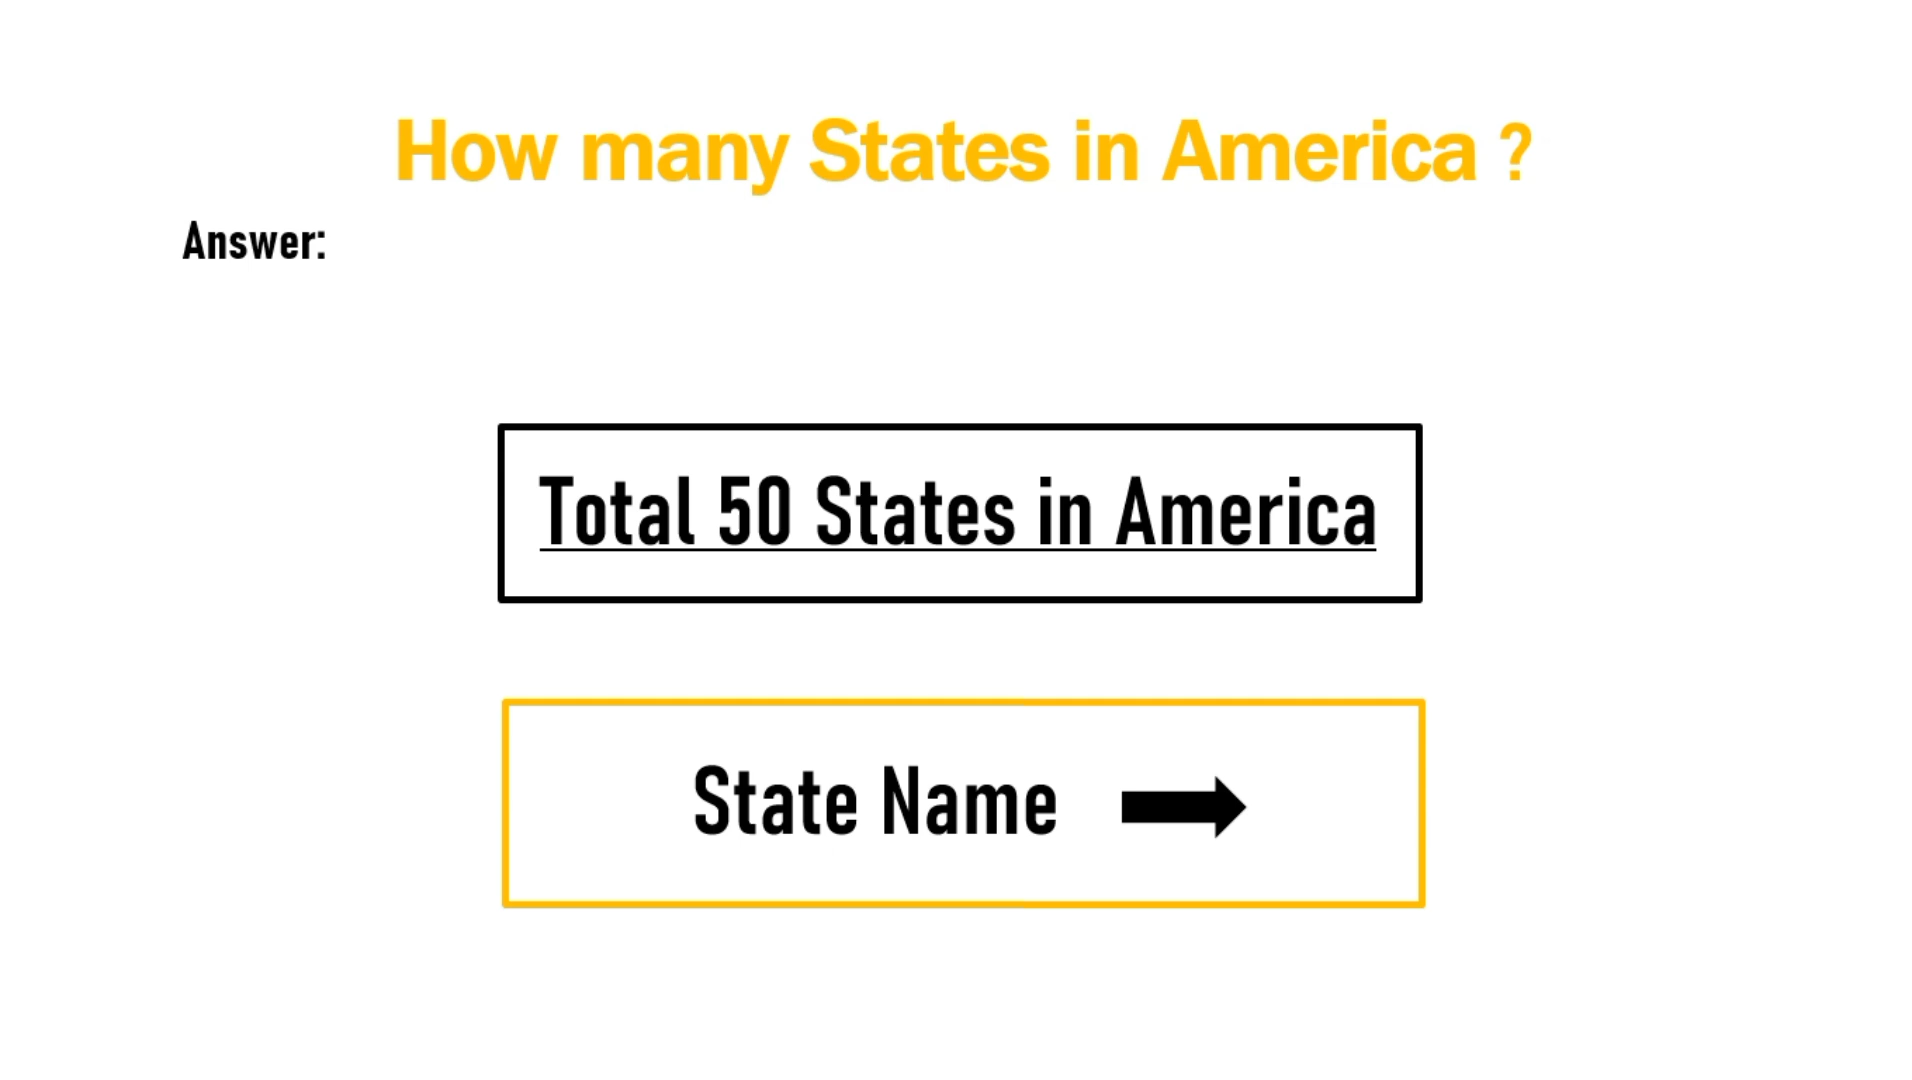 How many States in America ?
Answer:
Total 50 States in America
State Name